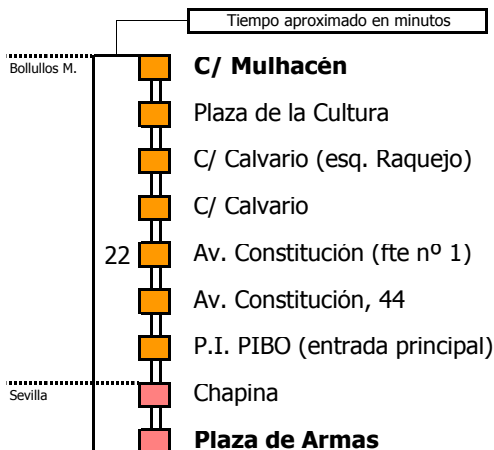 Tiempo aproximado en minutos
Bollullos M.
C/ Mulhacén
Plaza de la Cultura
C/ Calvario (esq. Raquejo)
C/ Calvario
22
Av. Constitución (fte nº 1)
Av. Constitución, 44
P.I. PIBO (entrada principal)
Sevilla
Chapina
Plaza de Armas